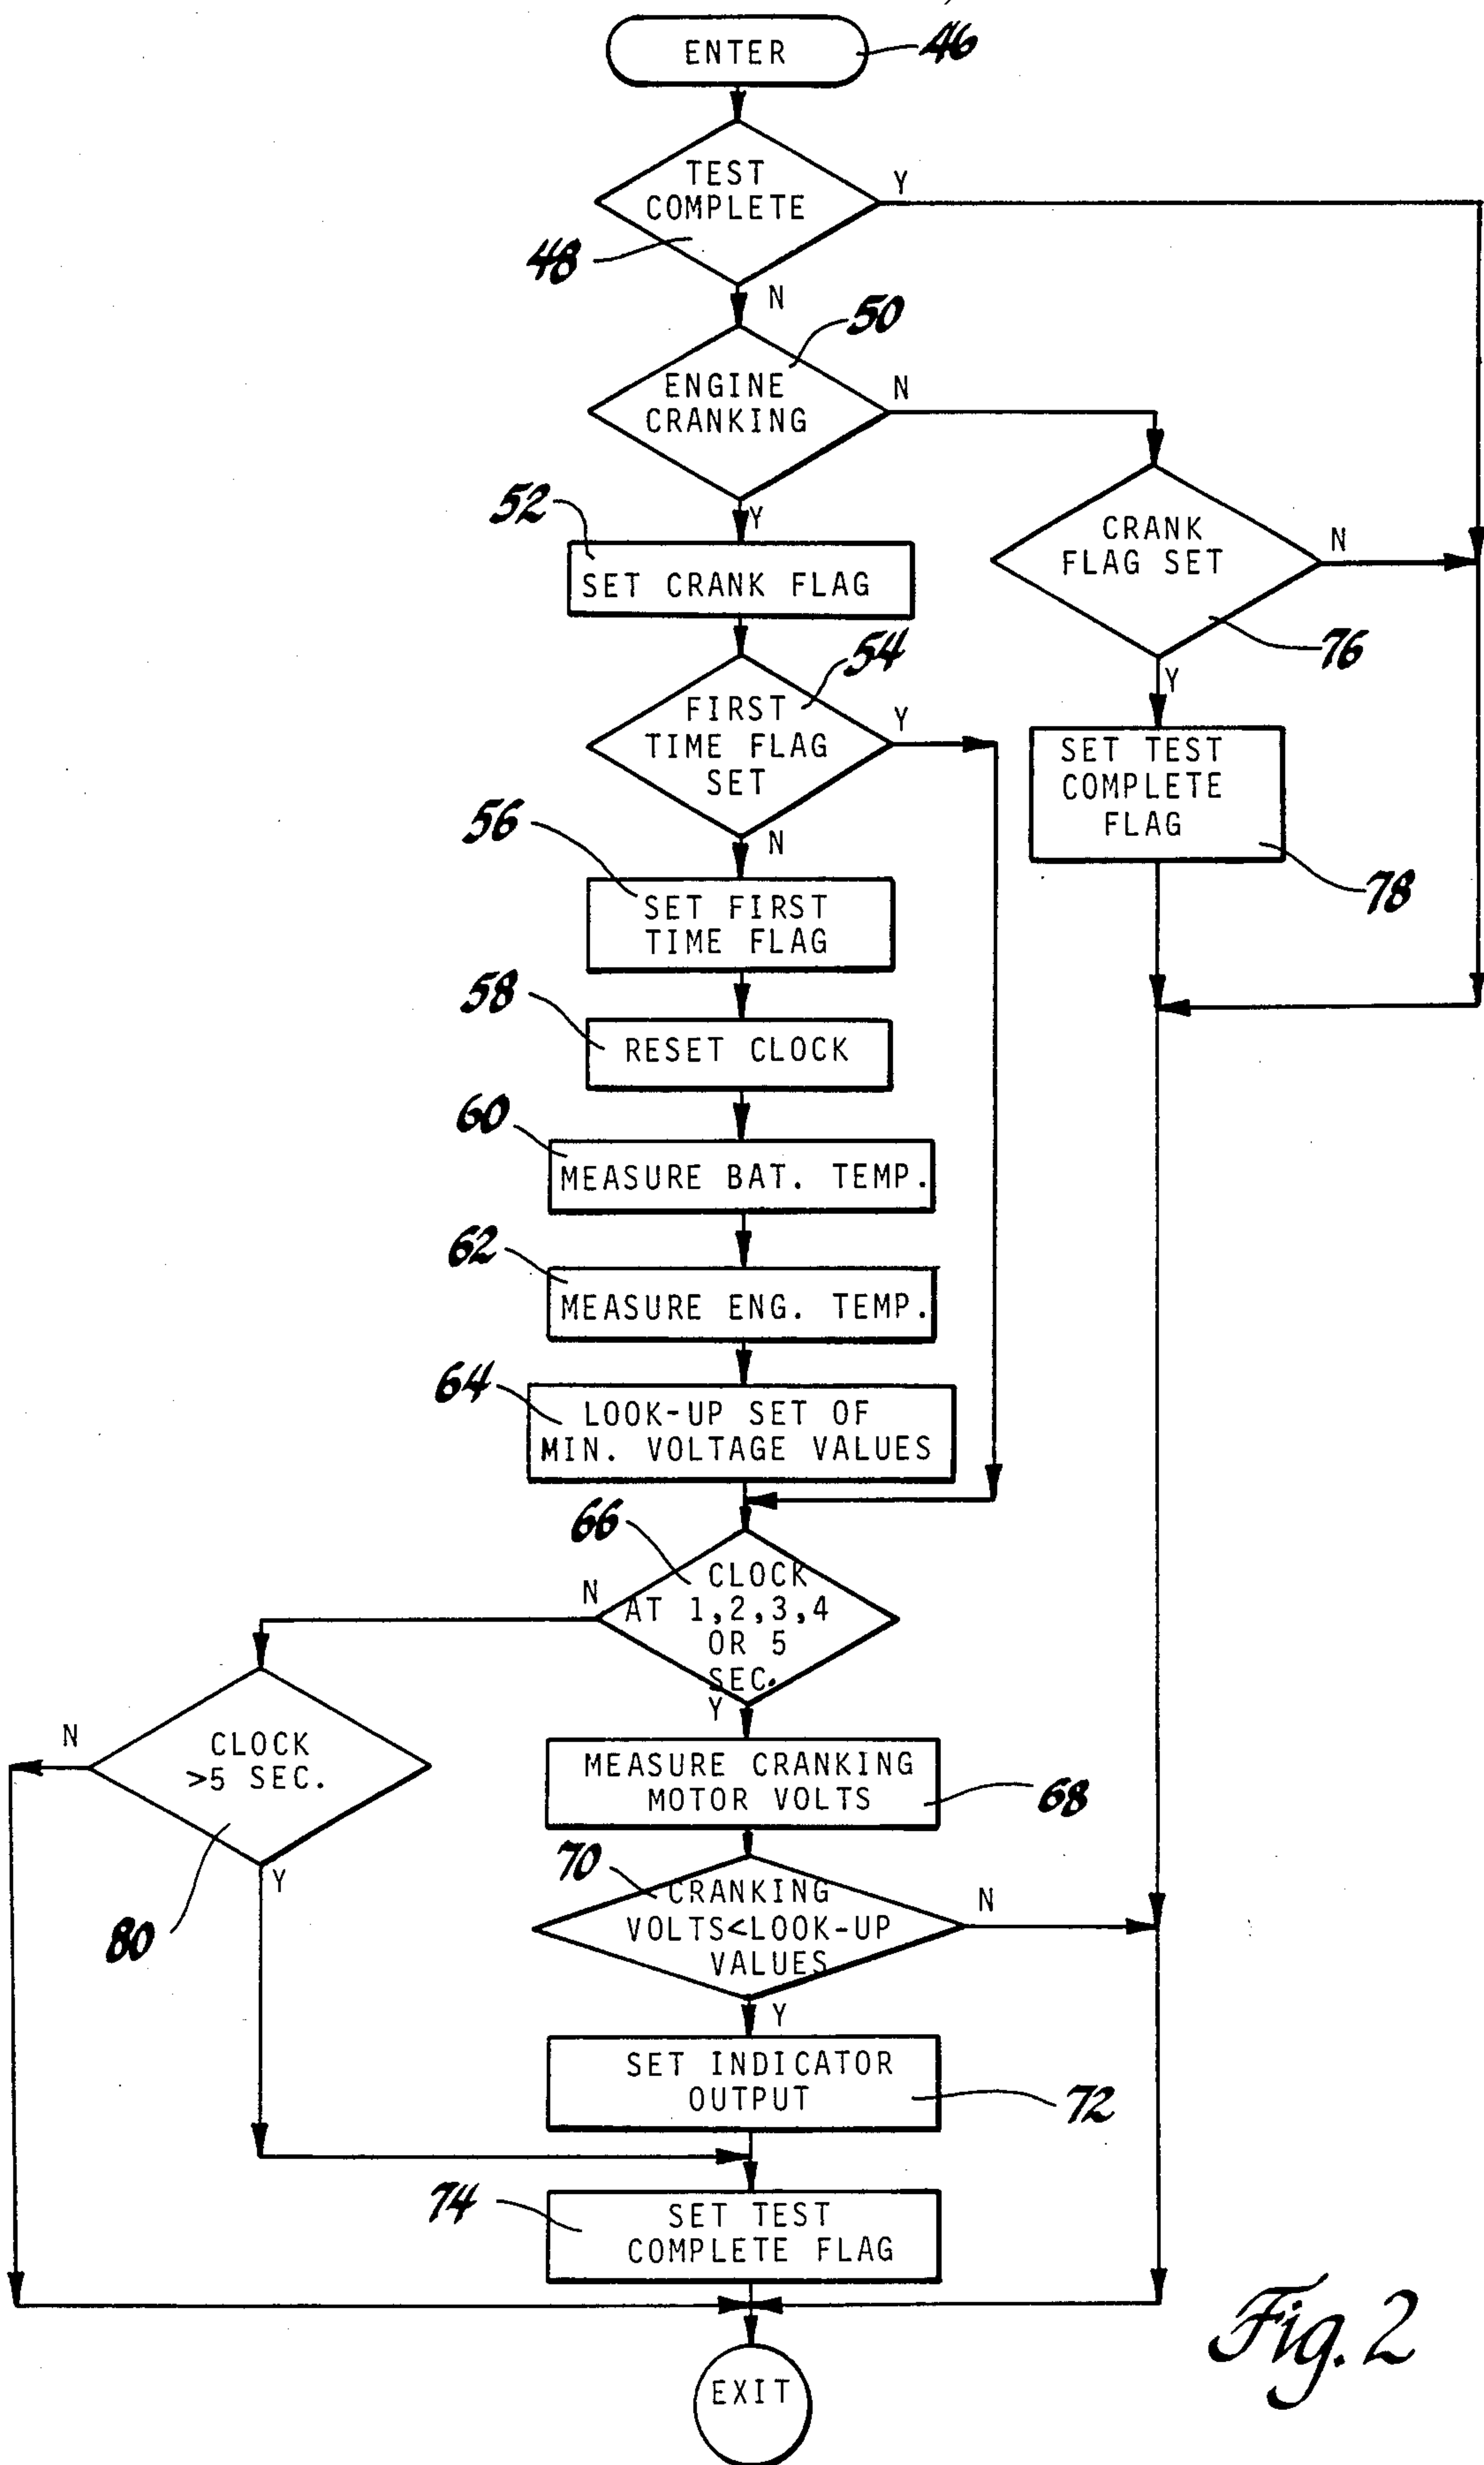 ENTER
46
TEST
COMPLETE
Y
48
N
50
ENGINE
CRANKING
N
Y
52
SET CRANK FLAG
CRANK
FLAG SET
N
76
Y
54
FIRST
TIME FLAG
SET
Y
N
SET TEST
COMPLETE
FLAG
78
56
SET FIRST
TIME FLAG
58
RESET CLOCK
60
MEASURE BAT. TEMP.
62
MEASURE ENG. TEMP.
64
LOOK-UP SET OF
MIN. VOLTAGE VALUES
66
CLOCK
AT 1,2,3,4
OR 5
SEC.
N
Y
CLOCK
>5 SEC.
N
Y
80
MEASURE CRANKING
MOTOR VOLTS
68
70
CRANKING
VOLTS<LOOK-UP
VALUES
N
Y
SET INDICATOR
OUTPUT
72
74
SET TEST
COMPLETE FLAG
EXIT
Fig. 2